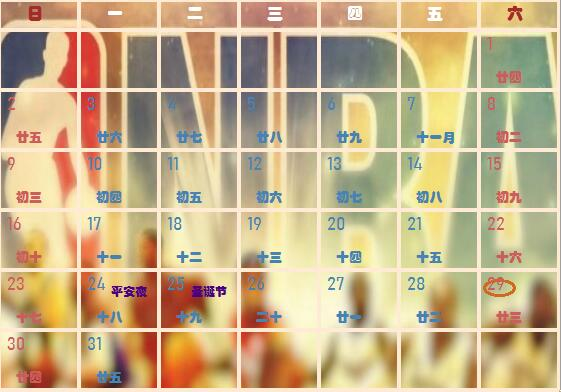 日 一 二 三 四 五 六
1
廿四
2 3 4 5 6 7 8
廿五 廿六 廿七 廿八 廿九 十一月 初二
9 10 11 12 13 14 15
初三 初四 初五 初六 初七 初八 初九
16 17 18 19 20 21 22
初十 十一 十二 十三 十四 十五 十六
23 24 平安夜 25 圣诞节 26 27 28 29
十七 十八 十九 二十 廿一 廿二 廿三
30 31
廿四 廿五
NBA